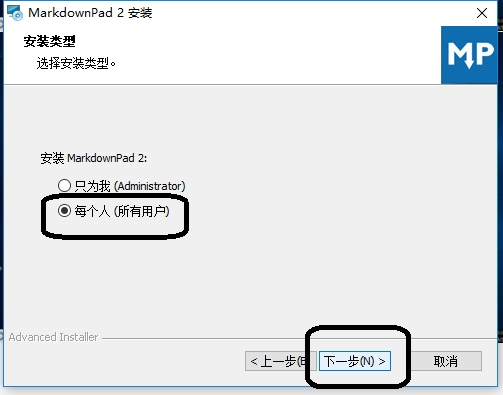 MarkdownPad 2 安装
安装类型
选择安装类型。
MP
安装 MarkdownPad 2:
只为我 (Administrator)
每个人 (所有用户)
Advanced Installer
< 上一步(B
下一步(N) >
取消